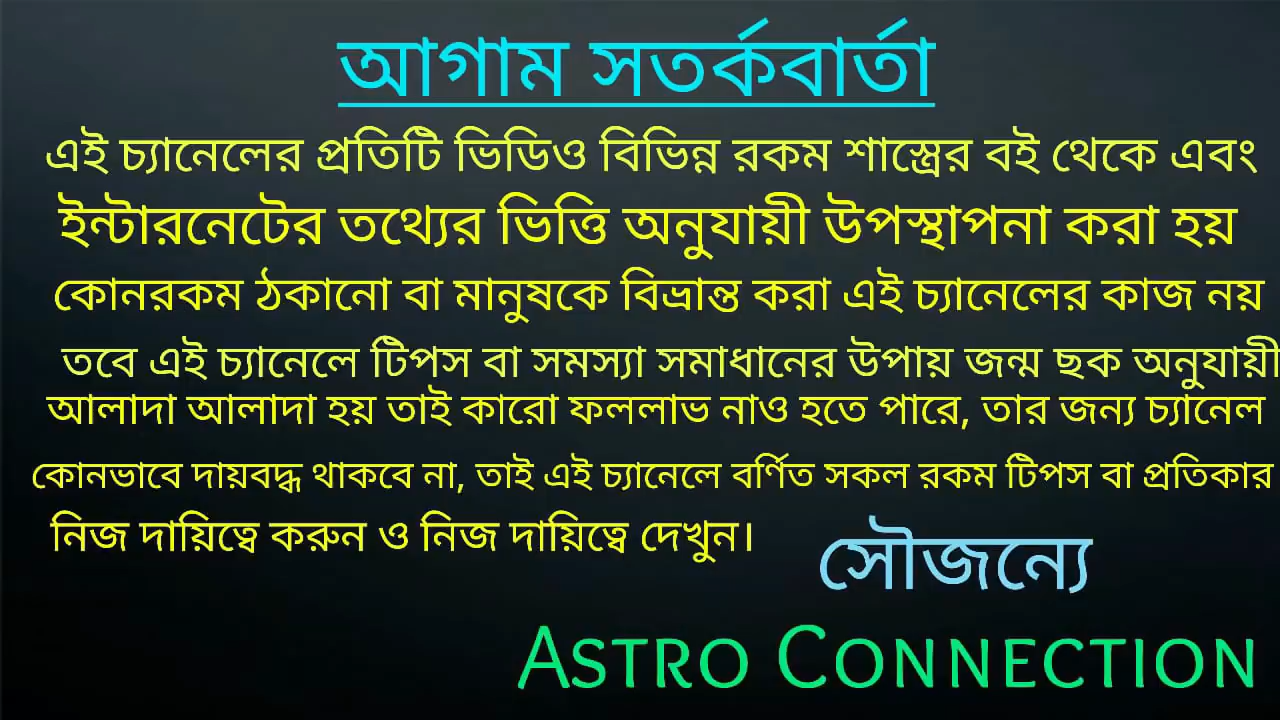 আগাম সতর্কবার্তা
এই চ্যানেলের প্রতিটি ভিডিও বিভিন্ন রকম শাস্ত্রের বই থেকে এবং
ইন্টারনেটের তথ্যের ভিত্তি অনুযায়ী উপস্থাপনা করা হয়
কোনরকম ঠকানো বা মানুষকে বিভ্রান্ত করা এই চ্যানেলের কাজ নয়
তবে এই চ্যানেলে টিপস বা সমস্যা সমাধানের উপায় জন্ম ছক অনুযায়ী
আলাদা আলাদা হয় তাই কারো ফললাভ নাও হতে পারে, তার জন্য চ্যানেল
কোনভাবে দায়বদ্ধ থাকবে না, তাই এই চ্যানেলে বর্ণিত সকল রকম টিপস বা প্রতিকার
নিজ দায়িত্বে করুন ও নিজ দায়িত্বে দেখুন।
সৌজন্যে
ASTRO CONNECTION